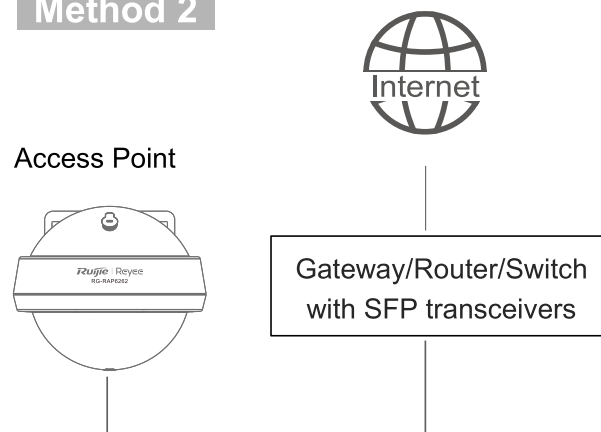 Method 2
Internet
Access Point
Ruijie | Reyee
RG-RAP6262
Gateway/Router/Switch
with SFP transceivers